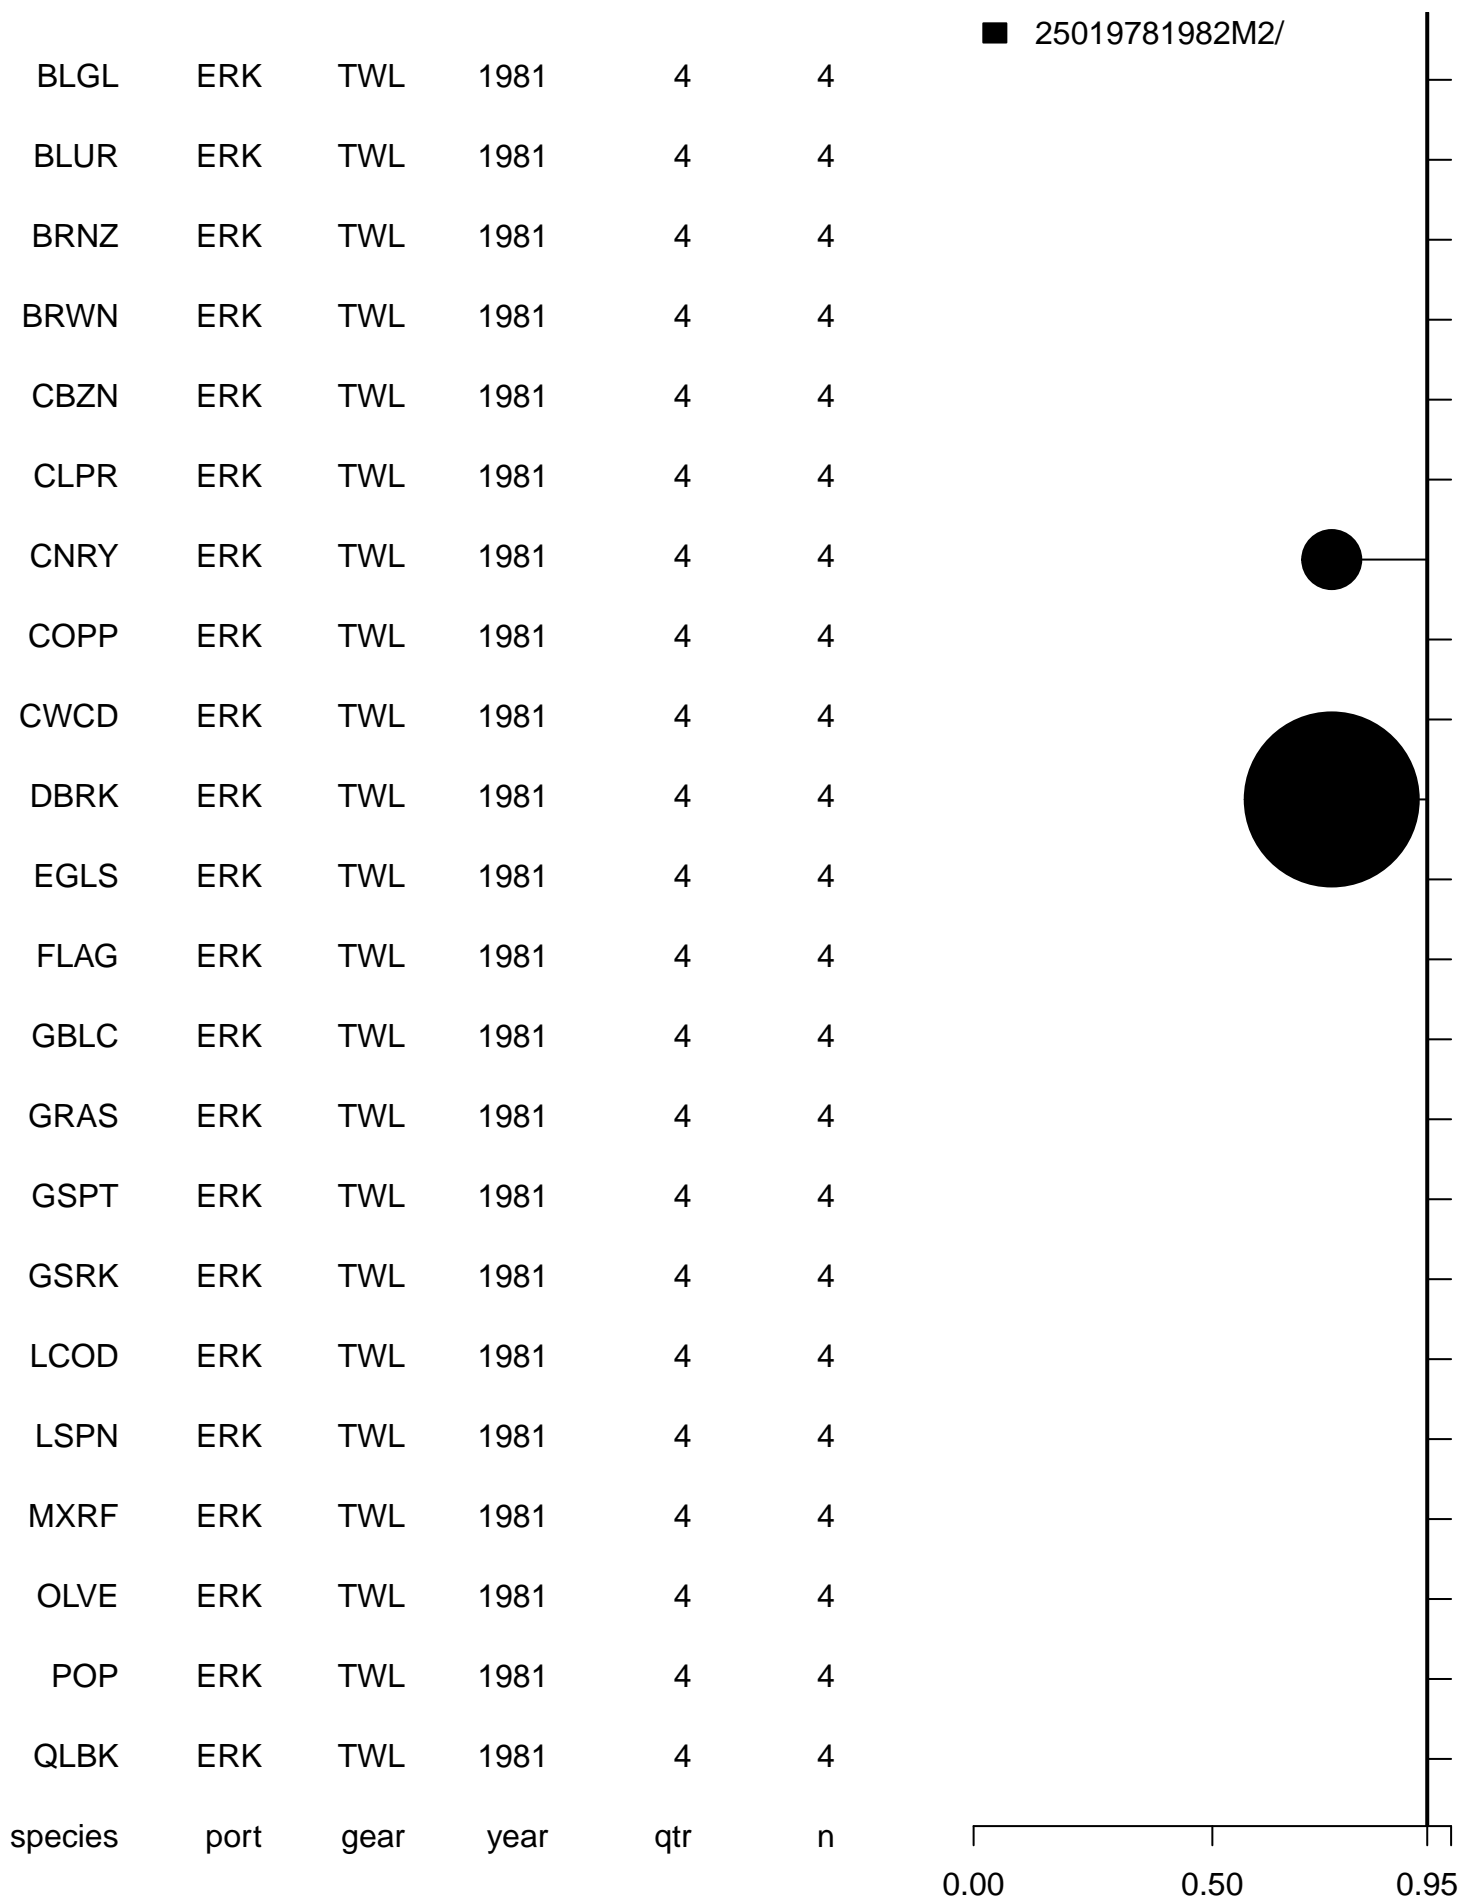 25019781982M2/
BLGL ERK TWL 1981 4 4
BLUR ERK TWL 1981 4 4
BRNZ ERK TWL 1981 4 4
BRWN ERK TWL 1981 4 4
CBZN ERK TWL 1981 4 4
CLPR ERK TWL 1981 4 4
CNRY ERK TWL 1981 4 4
COPP ERK TWL 1981 4 4
CWCD ERK TWL 1981 4 4
DBRK ERK TWL 1981 4 4
EGLS ERK TWL 1981 4 4
FLAG ERK TWL 1981 4 4
GBLC ERK TWL 1981 4 4
GRAS ERK TWL 1981 4 4
GSPT ERK TWL 1981 4 4
GSRK ERK TWL 1981 4 4
LCOD ERK TWL 1981 4 4
LSPN ERK TWL 1981 4 4
MXRF ERK TWL 1981 4 4
OLVE ERK TWL 1981 4 4
POP ERK TWL 1981 4 4
QLBK ERK TWL 1981 4 4
species port gear year qtr n
0.00 0.50 0.95